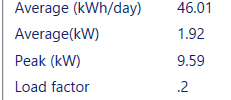 Average (kWh/day) 46.01
Average(kW) 1.92
Peak (kW) 9.59
Load factor .2